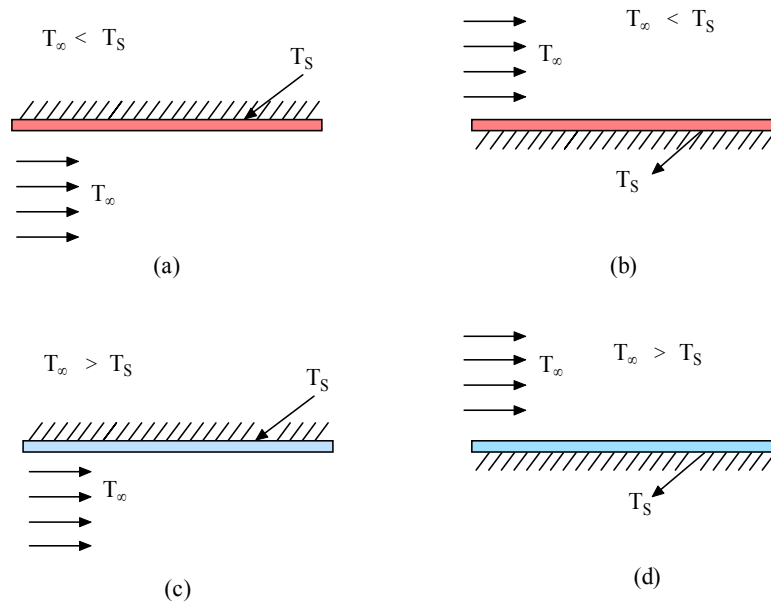 T∞ < TS
TS
T∞
(a)
T∞ < TS
T∞
TS
(b)
T∞ > TS
TS
T∞
(c)
T∞ > TS
T∞
TS
(d)